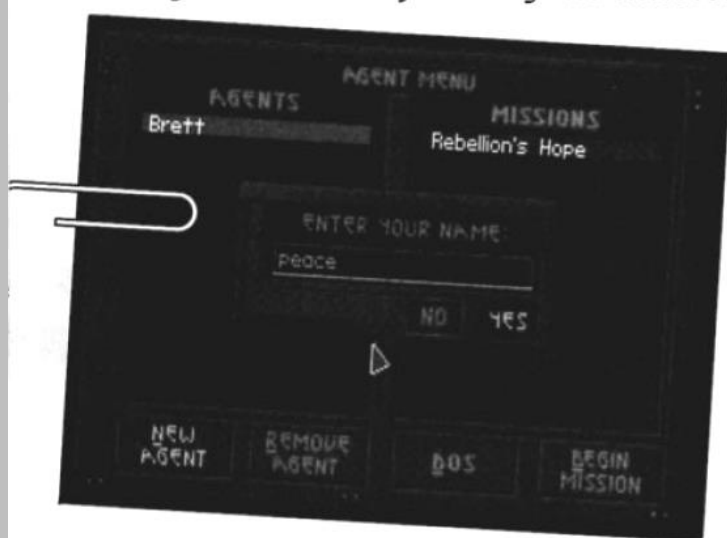 AGENT MENU
AGENTS
Brett
MISSIONS
Rebellion's Hope
ENTER YOUR NAME:
peace
NO YES
NEW AGENT
REMOVE AGENT
DOS
BEGIN MISSION